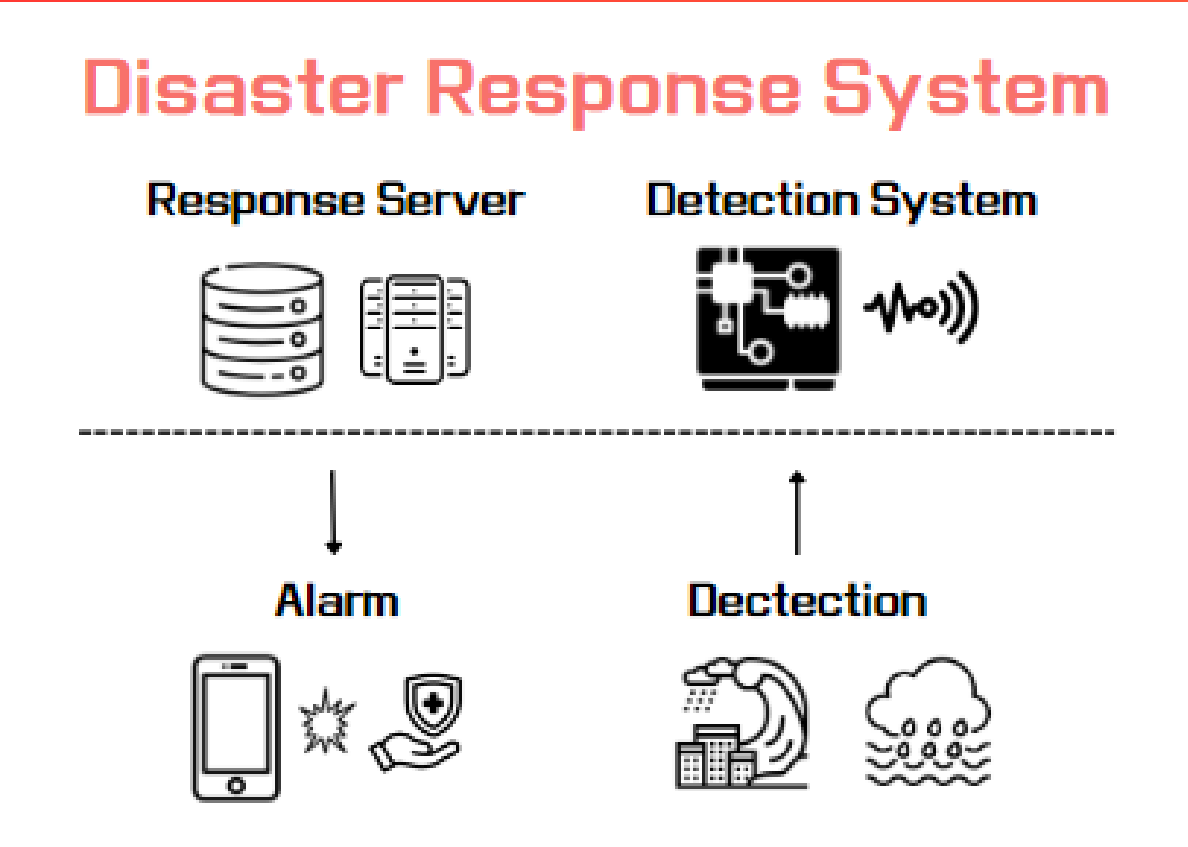 Disaster Response System
Response Server
Detection System
Alarm
Dectection